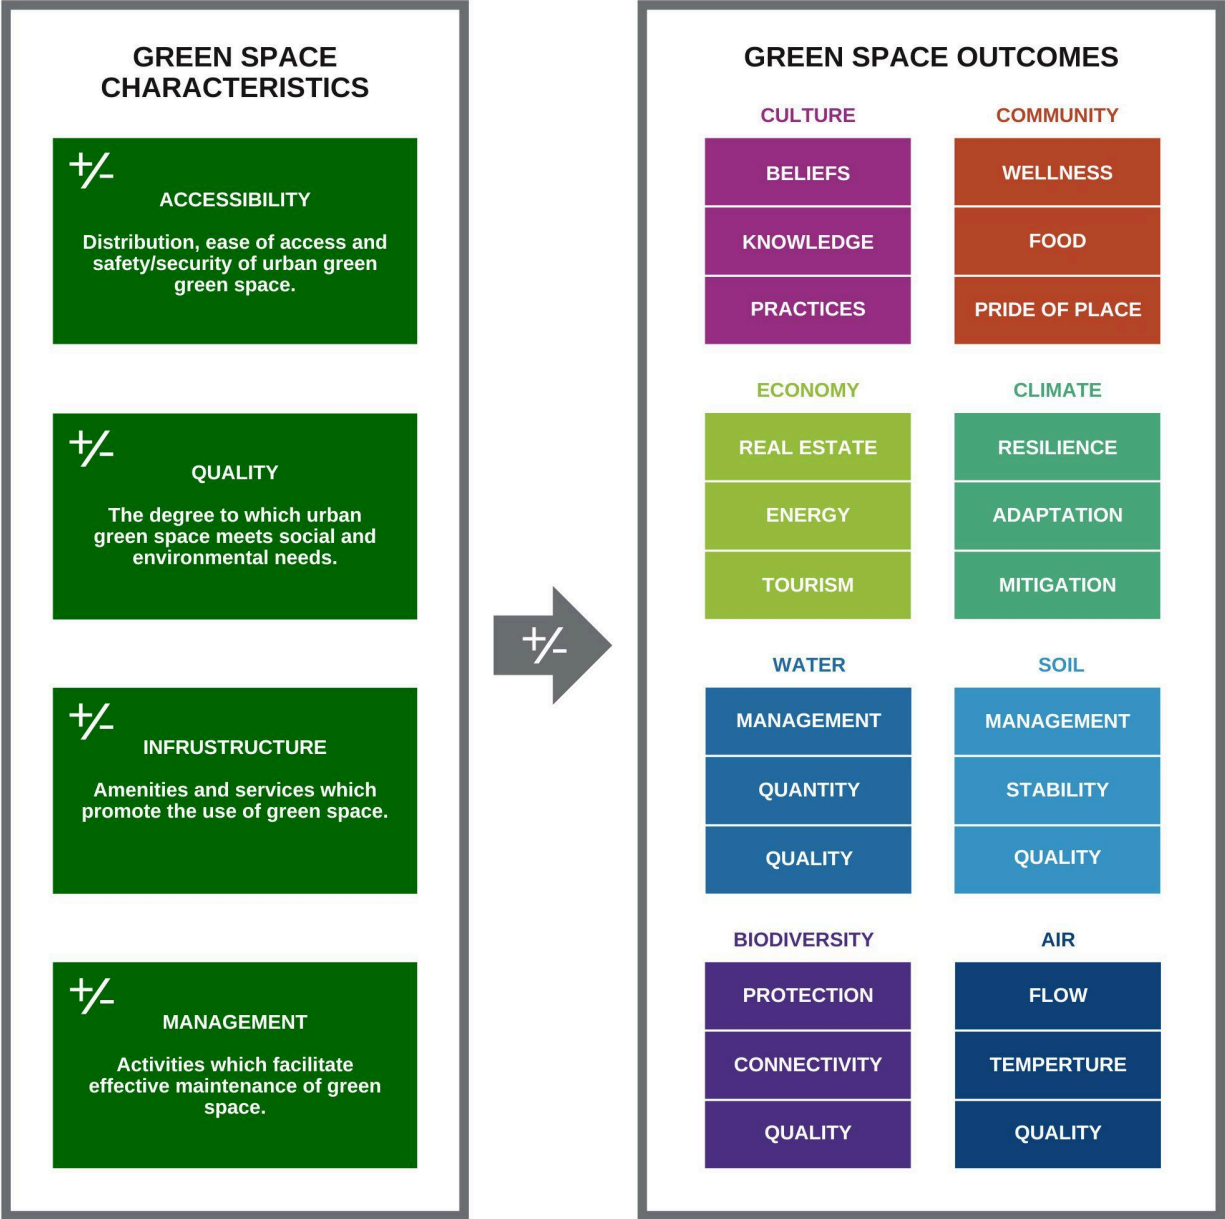 GREEN SPACE
CHARACTERISTICS
+/-
ACCESSIBILITY
Distribution, ease of access and
safety/security of urban green
green space.
+/-
QUALITY
The degree to which urban
green space meets social and
environmental needs.
+/-
INFRUSTRUCTURE
Amenities and services which
promote the use of green space.
+/-
MANAGEMENT
Activities which facilitate
effective maintenance of green
space.
+/-
GREEN SPACE OUTCOMES
CULTURE
BELIEFS
KNOWLEDGE
PRACTICES
COMMUNITY
WELLNESS
FOOD
PRIDE OF PLACE
ECONOMY
REAL ESTATE
ENERGY
TOURISM
CLIMATE
RESILIENCE
ADAPTATION
MITIGATION
WATER
MANAGEMENT
QUANTITY
QUALITY
SOIL
MANAGEMENT
STABILITY
QUALITY
BIODIVERSITY
PROTECTION
CONNECTIVITY
QUALITY
AIR
FLOW
TEMPERTURE
QUALITY